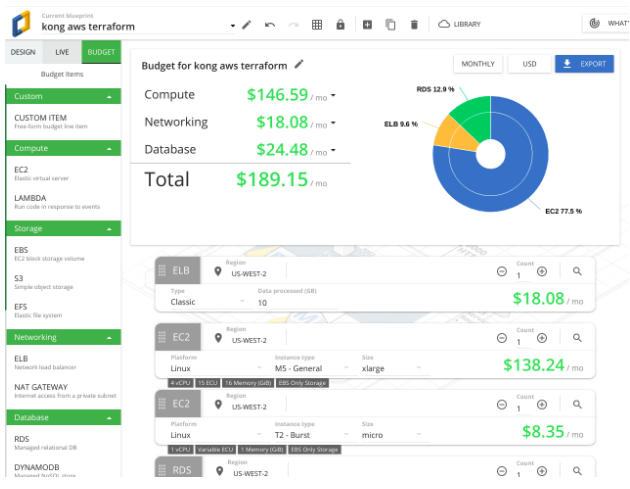 Current blueprint
kong aws terraform
LIBRARY
WHAT'S
DESIGN
LIVE
BUDGET
Budget Items
Custom
CUSTOM ITEM
Free-form budget line item
Compute
EC2
Elastic virtual server
LAMBDA
Run code in response to events
Storage
EBS
EC2 block storage volume
S3
Simple object storage
EFS
Elastic file system
Networking
ELB
Network load balancer
NAT GATEWAY
Internet access from a private subnet
Database
RDS
Managed relational DB
DYNAMODB
Managed NoSQL store
Budget for kong aws terraform
MONTHLY
USD
EXPORT
Compute $146.59 / mo
Networking $18.08 / mo
Database $24.48 / mo
Total $189.15 / mo
RDS 12.9 %
ELB 9.6 %
EC2 77.5 %
ELB
Region
US-WEST-2
Count
1
Type
Classic
Data processed (GB)
10
$18.08 / mo
EC2
Region
US-WEST-2
Count
1
Platform
Linux
Instance type
M5 - General
Size
xlarge
$138.24 / mo
4 vCPU 15 ECU 16 Memory (GiB) EBS Only Storage
EC2
Region
US-WEST-2
Count
1
Platform
Linux
Instance type
T2 - Burst
Size
micro
$8.35 / mo
1 vCPU Variable ECU 1 Memory (GiB) EBS Only Storage
RDS
Region
US-WEST-2
Count
1